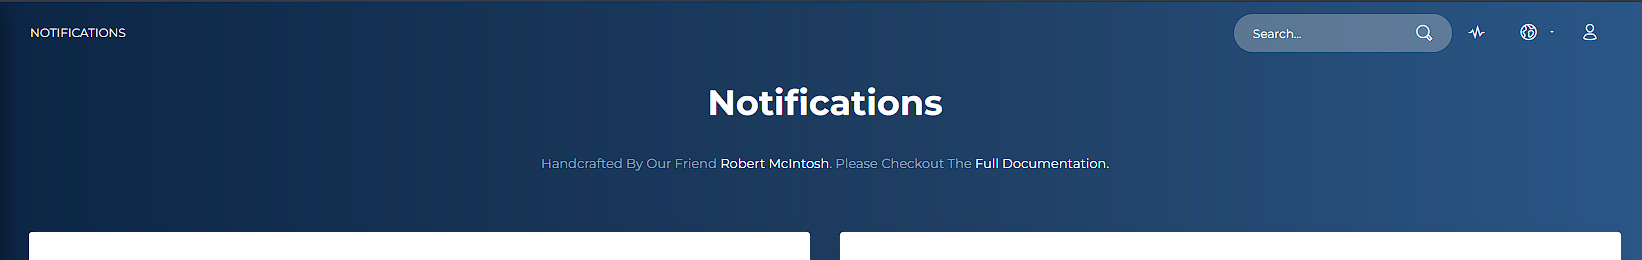 NOTIFICATIONS
Search...
Notifications
Handcrafted By Our Friend Robert McIntosh. Please Checkout The Full Documentation.